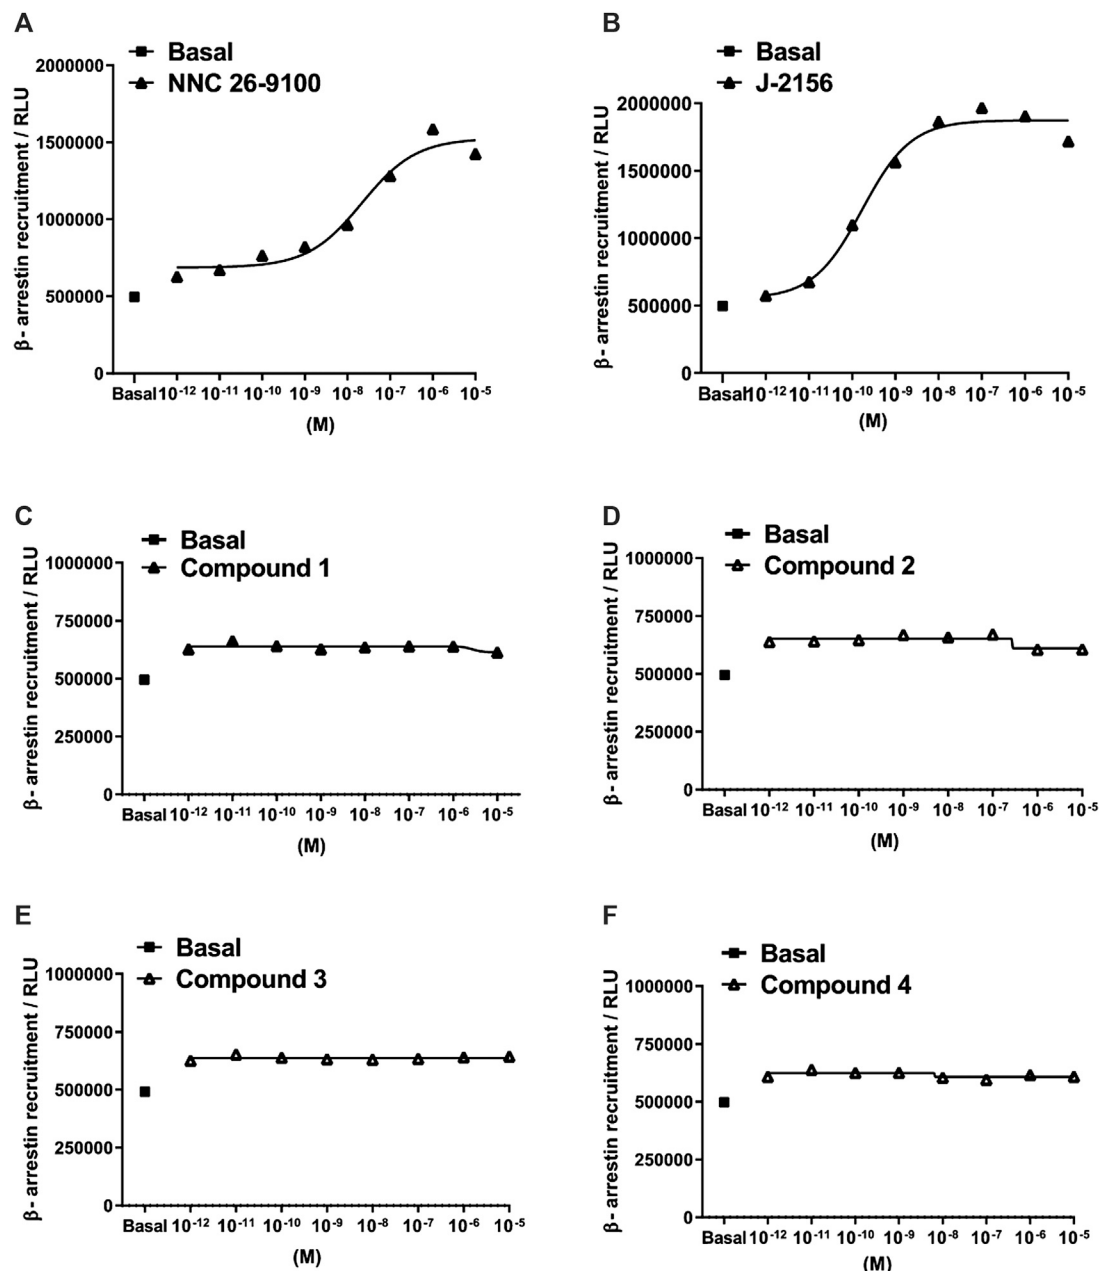 A
Basal
NNC 26-9100
β- arrestin recruitment / RLU
2000000
1500000
1000000
500000
0
Basal 10⁻¹² 10⁻¹¹ 10⁻¹⁰ 10⁻⁹ 10⁻⁸ 10⁻⁷ 10⁻⁶ 10⁻⁵
(M)
B
Basal
J-2156
β- arrestin recruitment / RLU
2000000
1500000
1000000
500000
0
Basal 10⁻¹² 10⁻¹¹ 10⁻¹⁰ 10⁻⁹ 10⁻⁸ 10⁻⁷ 10⁻⁶ 10⁻⁵
(M)
C
Basal
Compound 1
β- arrestin recruitment / RLU
1000000
750000
500000
250000
0
Basal 10⁻¹² 10⁻¹¹ 10⁻¹⁰ 10⁻⁹ 10⁻⁸ 10⁻⁷ 10⁻⁶ 10⁻⁵
(M)
D
Basal
Compound 2
β- arrestin recruitment / RLU
1000000
750000
500000
250000
0
Basal 10⁻¹² 10⁻¹¹ 10⁻¹⁰ 10⁻⁹ 10⁻⁸ 10⁻⁷ 10⁻⁶ 10⁻⁵
(M)
E
Basal
Compound 3
β- arrestin recruitment / RLU
1000000
750000
500000
250000
0
Basal 10⁻¹² 10⁻¹¹ 10⁻¹⁰ 10⁻⁹ 10⁻⁸ 10⁻⁷ 10⁻⁶ 10⁻⁵
(M)
F
Basal
Compound 4
β- arrestin recruitment / RLU
1000000
750000
500000
250000
0
Basal 10⁻¹² 10⁻¹¹ 10⁻¹⁰ 10⁻⁹ 10⁻⁸ 10⁻⁷ 10⁻⁶ 10⁻⁵
(M)